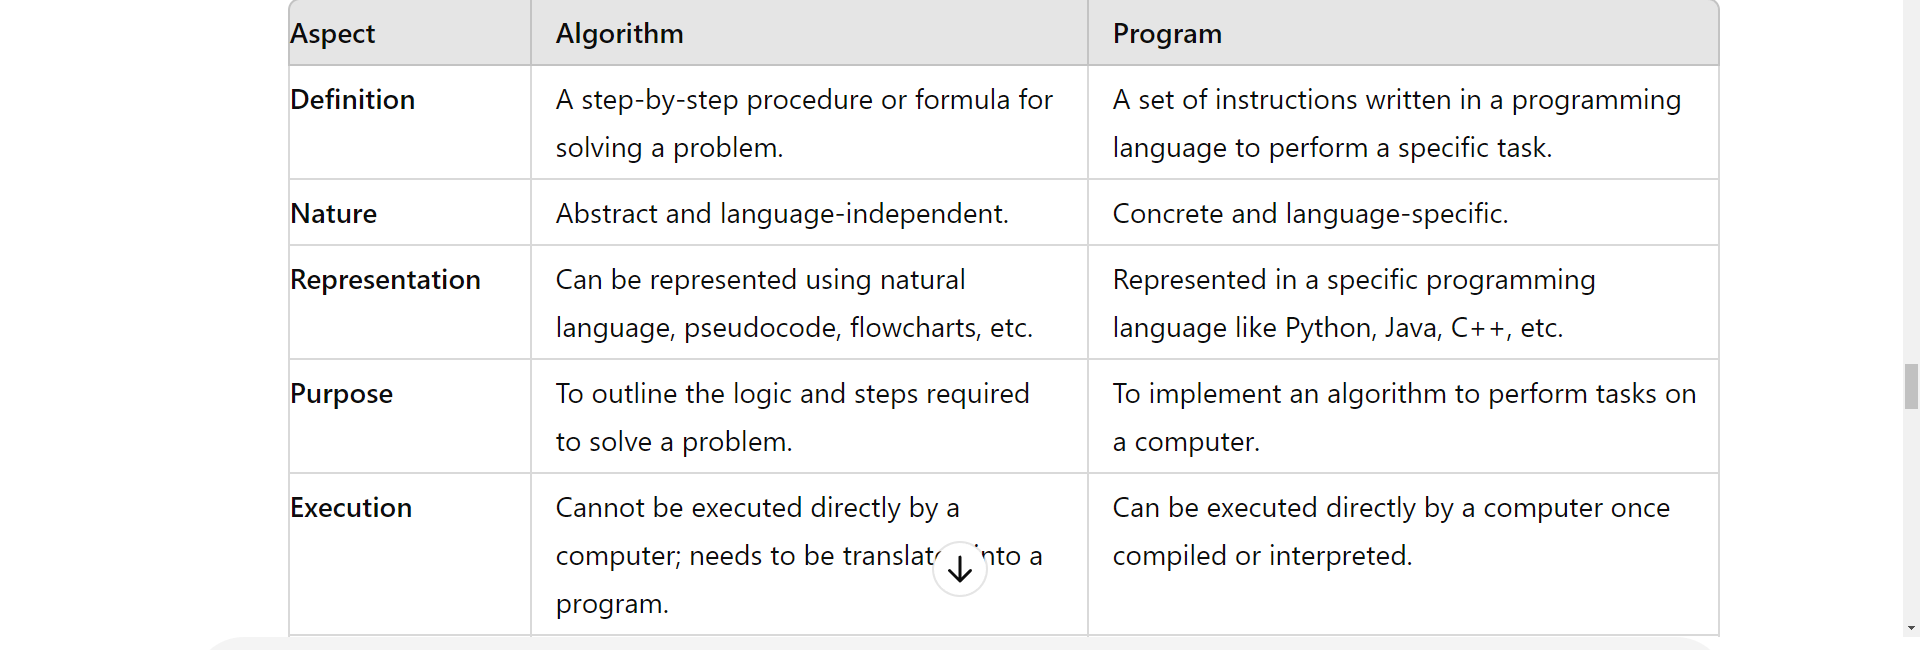 Aspect Algorithm Program
Definition A step-by-step procedure or formula for A set of instructions written in a programming
solving a problem. language to perform a specific task.
Nature Abstract and language-independent. Concrete and language-specific.
Representation Can be represented using natural Represented in a specific programming
language, pseudocode, flowcharts, etc. language like Python, Java, C++, etc.
Purpose To outline the logic and steps required To implement an algorithm to perform tasks on
to solve a problem. a computer.
Execution Cannot be executed directly by a Can be executed directly by a computer once
computer; needs to be translated into a compiled or interpreted.
program.